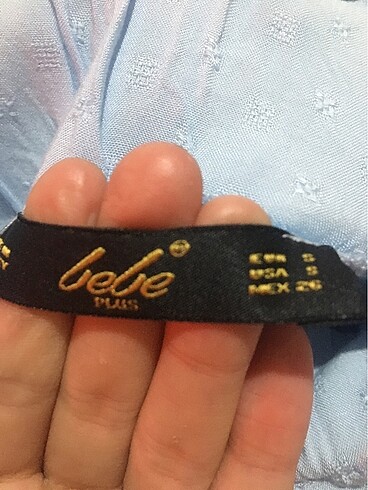 bebe®
PLUS
EUR S
USA S
MEX 26